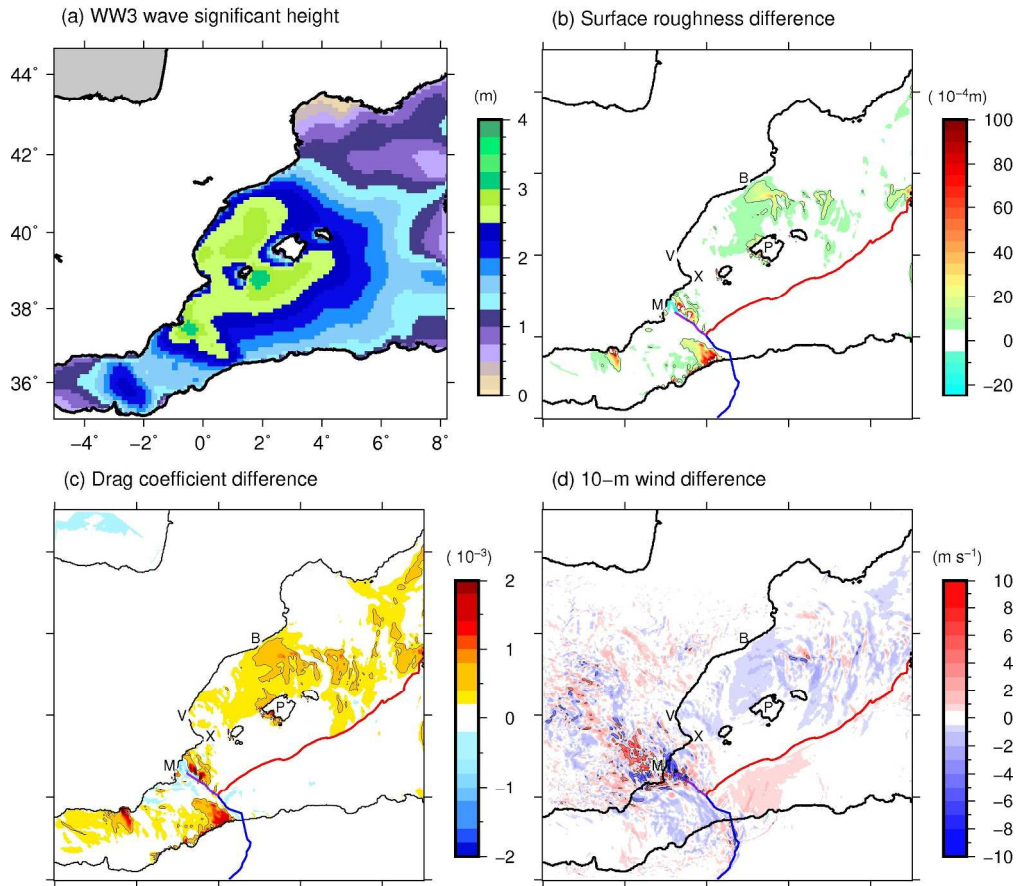 (a) WW3 wave significant height
(b) Surface roughness difference
44°
42°
40°
38°
36°
−4° −2° 0° 2° 4° 6° 8°
(m)
4
3
2
1
0
B
V
X
P
M
( 10⁻⁴m)
100
80
60
40
20
0
−20
(c) Drag coefficient difference
(d) 10−m wind difference
B
V
X
P
M
( 10⁻³)
2
1
0
−1
−2
B
V
X
P
M
(m s⁻¹)
10
8
6
4
2
0
−2
−4
−6
−8
−10